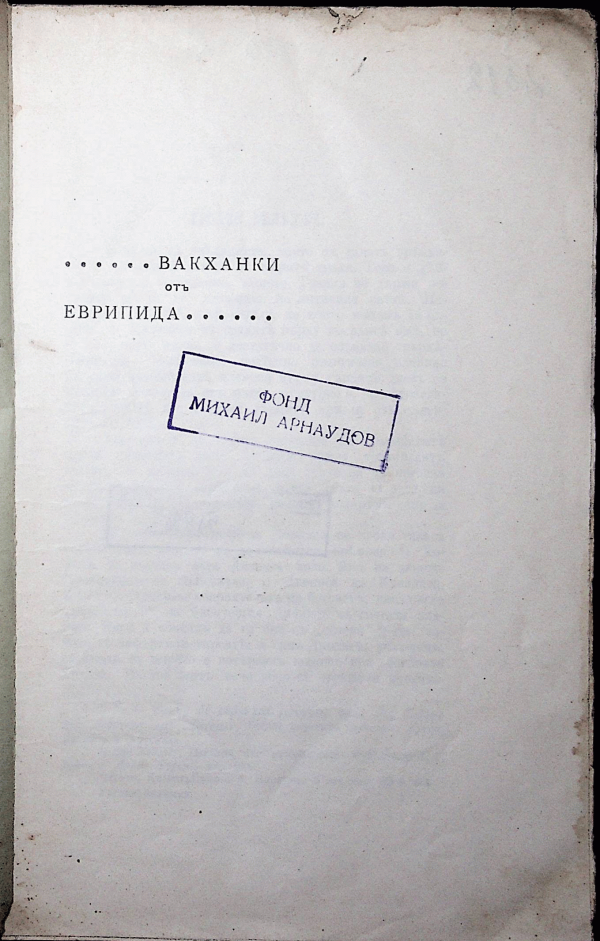 ...... ВАКХАНКИ
отъ
ЕВРИПИДА ......
ФОНД
МИХАИЛ АРНАУДОВ